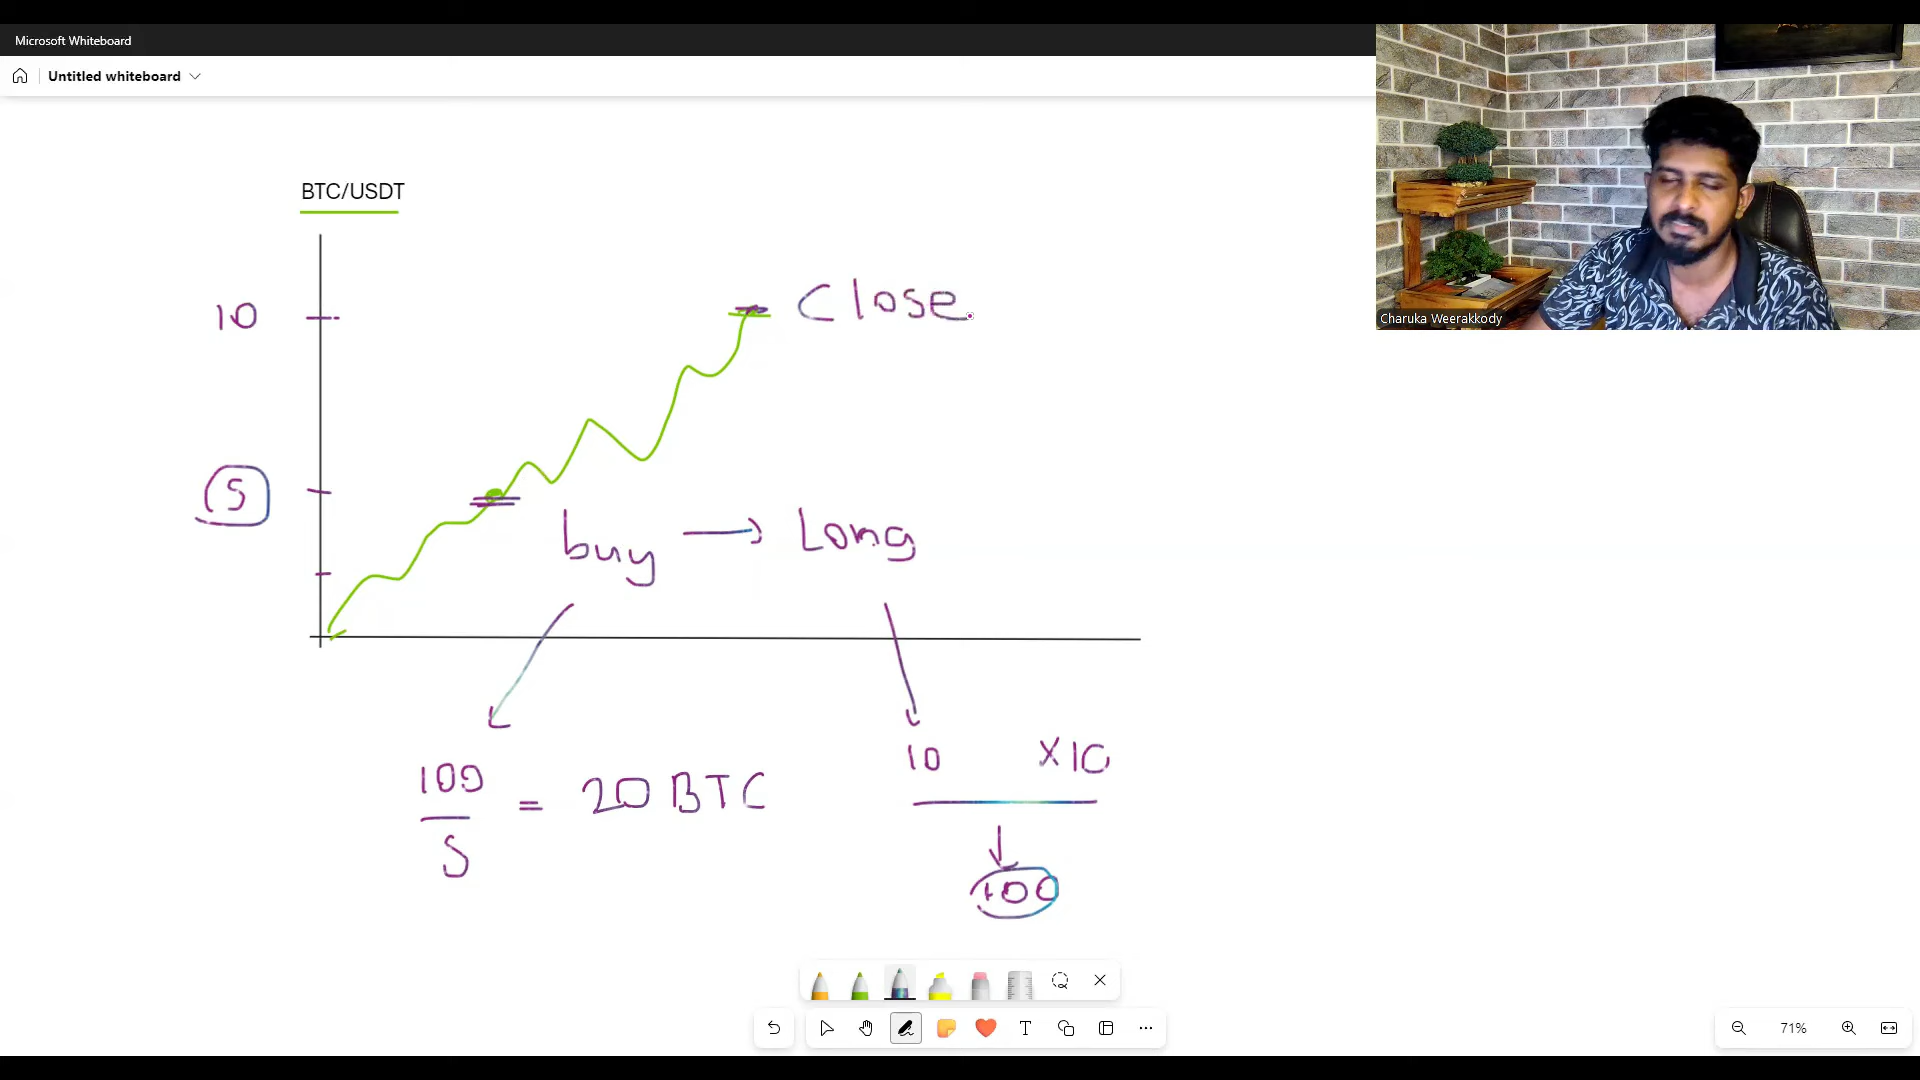 Microsoft Whiteboard
Untitled whiteboard
Charuka Weerakkody
BTC/USDT
10
Close
5
buy → Long
100
5
= 20 BTC
10 X10
100
71%